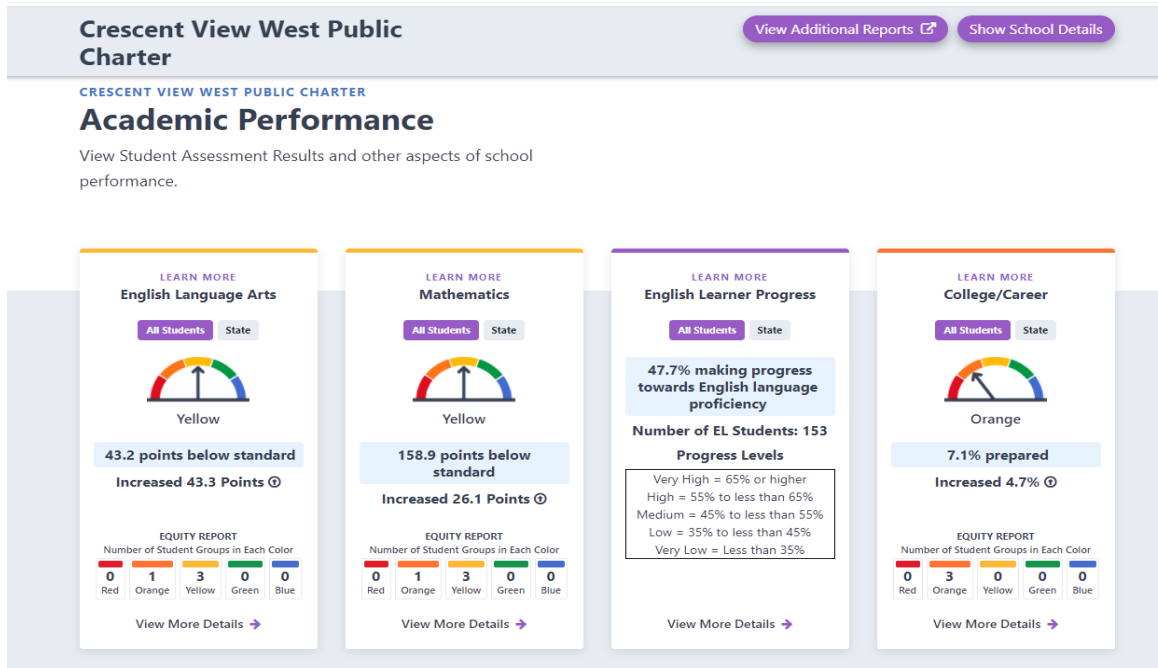 Crescent View West Public
Charter
View Additional Reports
Show School Details
CRESCENT VIEW WEST PUBLIC CHARTER
Academic Performance
View Student Assessment Results and other aspects of school
performance.
LEARN MORE
English Language Arts
All Students
State
Yellow
43.2 points below standard
Increased 43.3 Points
EQUITY REPORT
Number of Student Groups in Each Color
0
1
3
0
0
Red
Orange
Yellow
Green
Blue
View More Details
LEARN MORE
Mathematics
All Students
State
Yellow
158.9 points below
standard
Increased 26.1 Points
EQUITY REPORT
Number of Student Groups in Each Color
0
1
3
0
0
Red
Orange
Yellow
Green
Blue
View More Details
LEARN MORE
English Learner Progress
All Students
State
47.7% making progress
towards English language
proficiency
Number of EL Students: 153
Progress Levels
Very High = 65% or higher
High = 55% to less than 65%
Medium = 45% to less than 55%
Low = 35% to less than 45%
Very Low = Less than 35%
View More Details
LEARN MORE
College/Career
All Students
State
Orange
7.1% prepared
Increased 4.7%
EQUITY REPORT
Number of Student Groups in Each Color
0
3
0
0
0
Red
Orange
Yellow
Green
Blue
View More Details